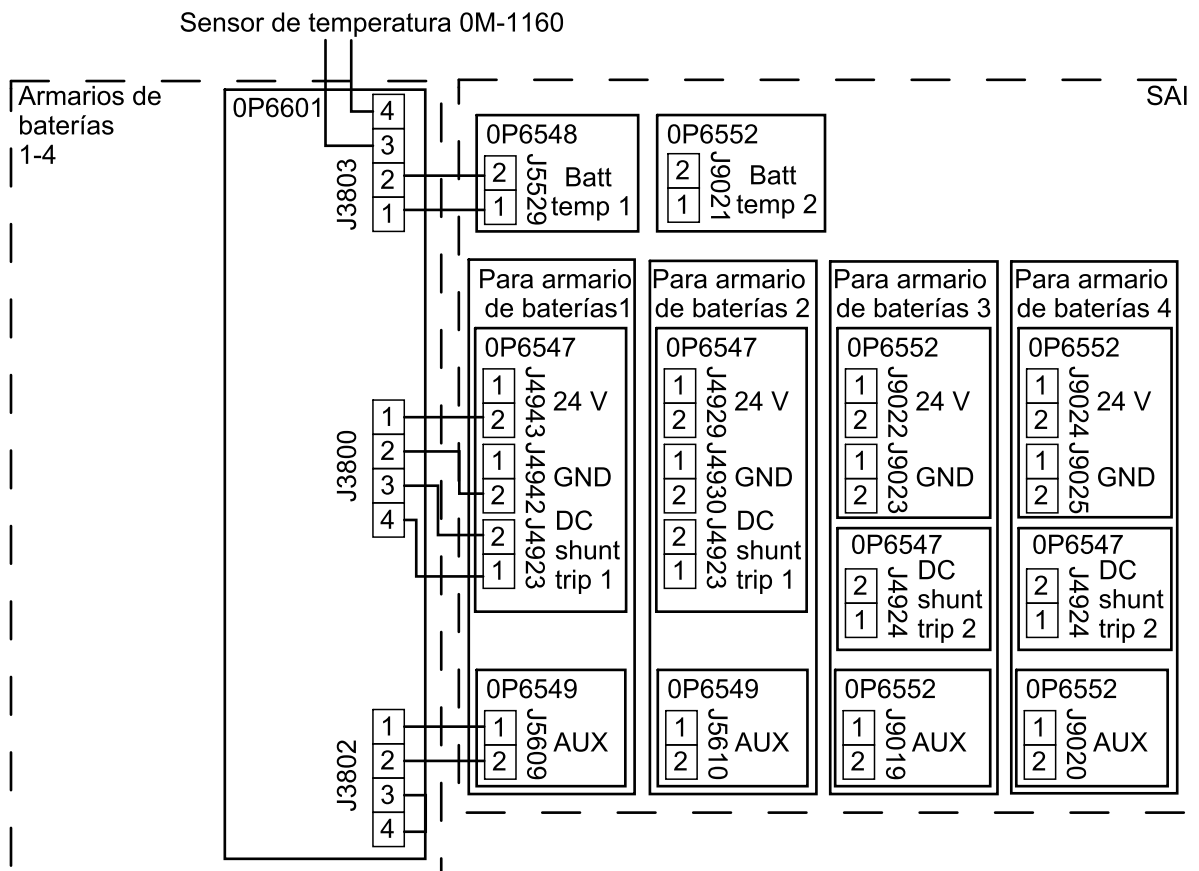 Sensor de temperatura 0M-1160
Armarios de
baterías
1-4
0P6601
SAI
4
3
2
1
J3803
0P6548
2
1
J5529
Batt
temp 1
0P6552
2
1
J9021
Batt
temp 2
J3800
1
2
3
4
Para armario
de baterías1
0P6547
1
2
J4943
24 V
1
2
J4942
GND
2
1
J4923
DC
shunt
trip 1
Para armario
de baterías 2
0P6547
1
2
J4929
24 V
1
2
J4930
GND
2
1
J4923
DC
shunt
trip 1
Para armario
de baterías 3
0P6552
1
2
J9022
24 V
1
2
J9023
GND
0P6547
2
1
J4924
DC
shunt
trip 2
Para armario
de baterías 4
0P6552
1
2
J9024
24 V
1
2
J9025
GND
0P6547
2
1
J4924
DC
shunt
trip 2
J3802
1
2
3
4
0P6549
1
2
J5609
AUX
0P6549
1
2
J5610
AUX
0P6552
1
2
J9019
AUX
0P6552
1
2
J9020
AUX